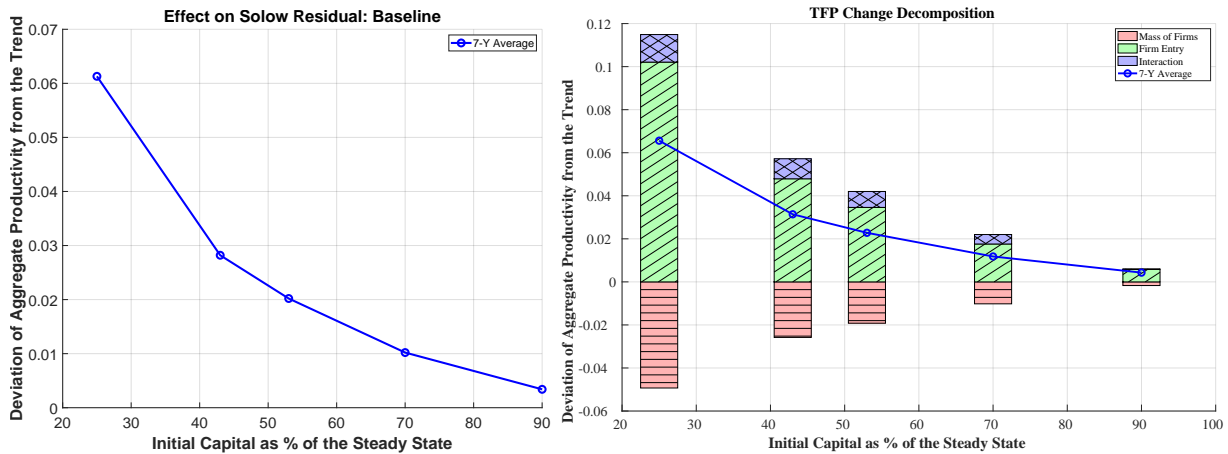 Effect on Solow Residual: Baseline
Deviation of Aggregate Productivity from the Trend
0.07
0.06
0.05
0.04
0.03
0.02
0.01
0
7-Y Average
20 30 40 50 60 70 80 90
Initial Capital as % of the Steady State
TFP Change Decomposition
Deviation of Aggregate Productivity from the Trend
0.12
0.1
0.08
0.06
0.04
0.02
0
-0.02
-0.04
-0.06
Mass of Firms
Firm Entry
Interaction
7-Y Average
20 30 40 50 60 70 80 90 100
Initial Capital as % of the Steady State